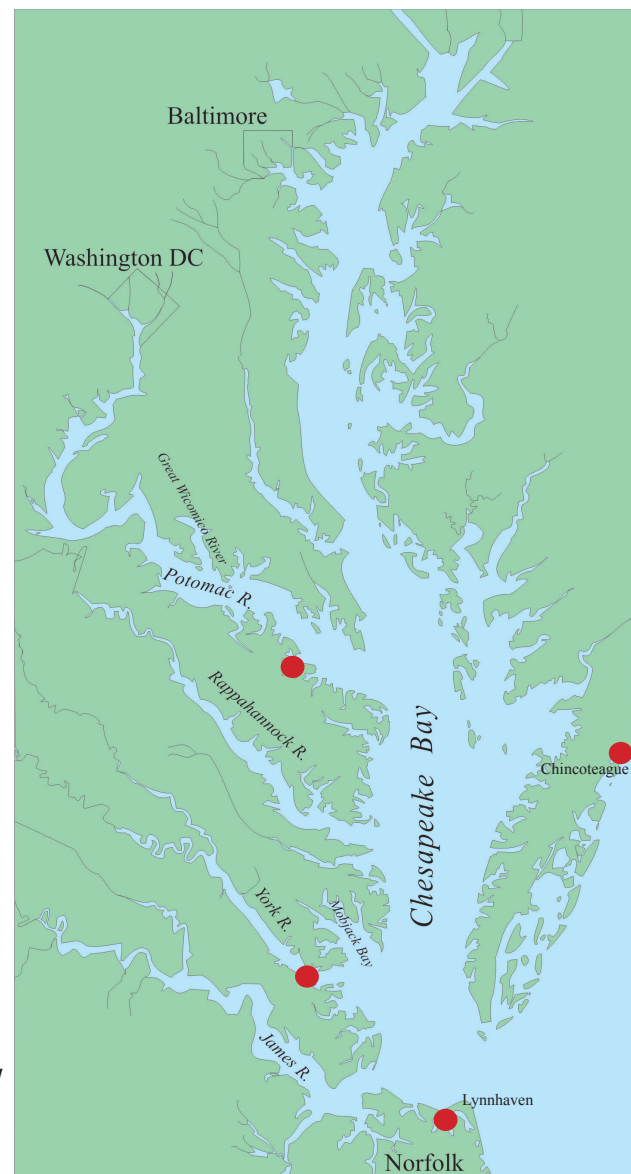 Baltimore
Washington DC
Great Wicomico River
Potomac R.
Rappahannock R.
Chesapeake Bay
Chincoteague
York R.
Mobjack Bay
James R.
Lynnhaven
Norfolk